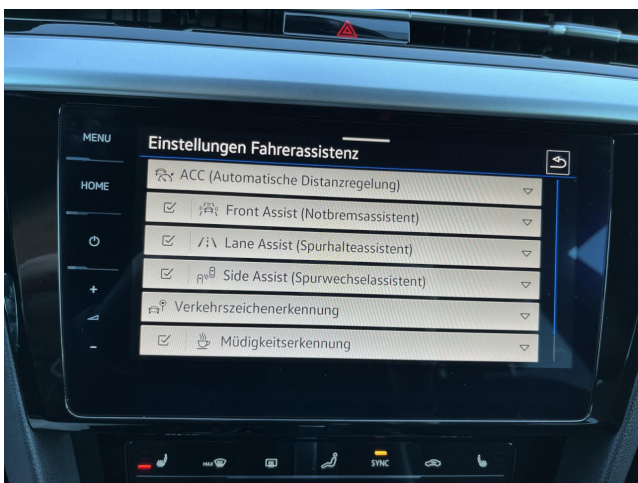 MENU
Einstellungen Fahrerassistenz
HOME
ACC (Automatische Distanzregelung)
Front Assist (Notbremsassistent)
Lane Assist (Spurhalteassistent)
Side Assist (Spurwechselassistent)
+
Verkehrszeichenerkennung
-
Müdigkeitserkennung
MAX
SYNC